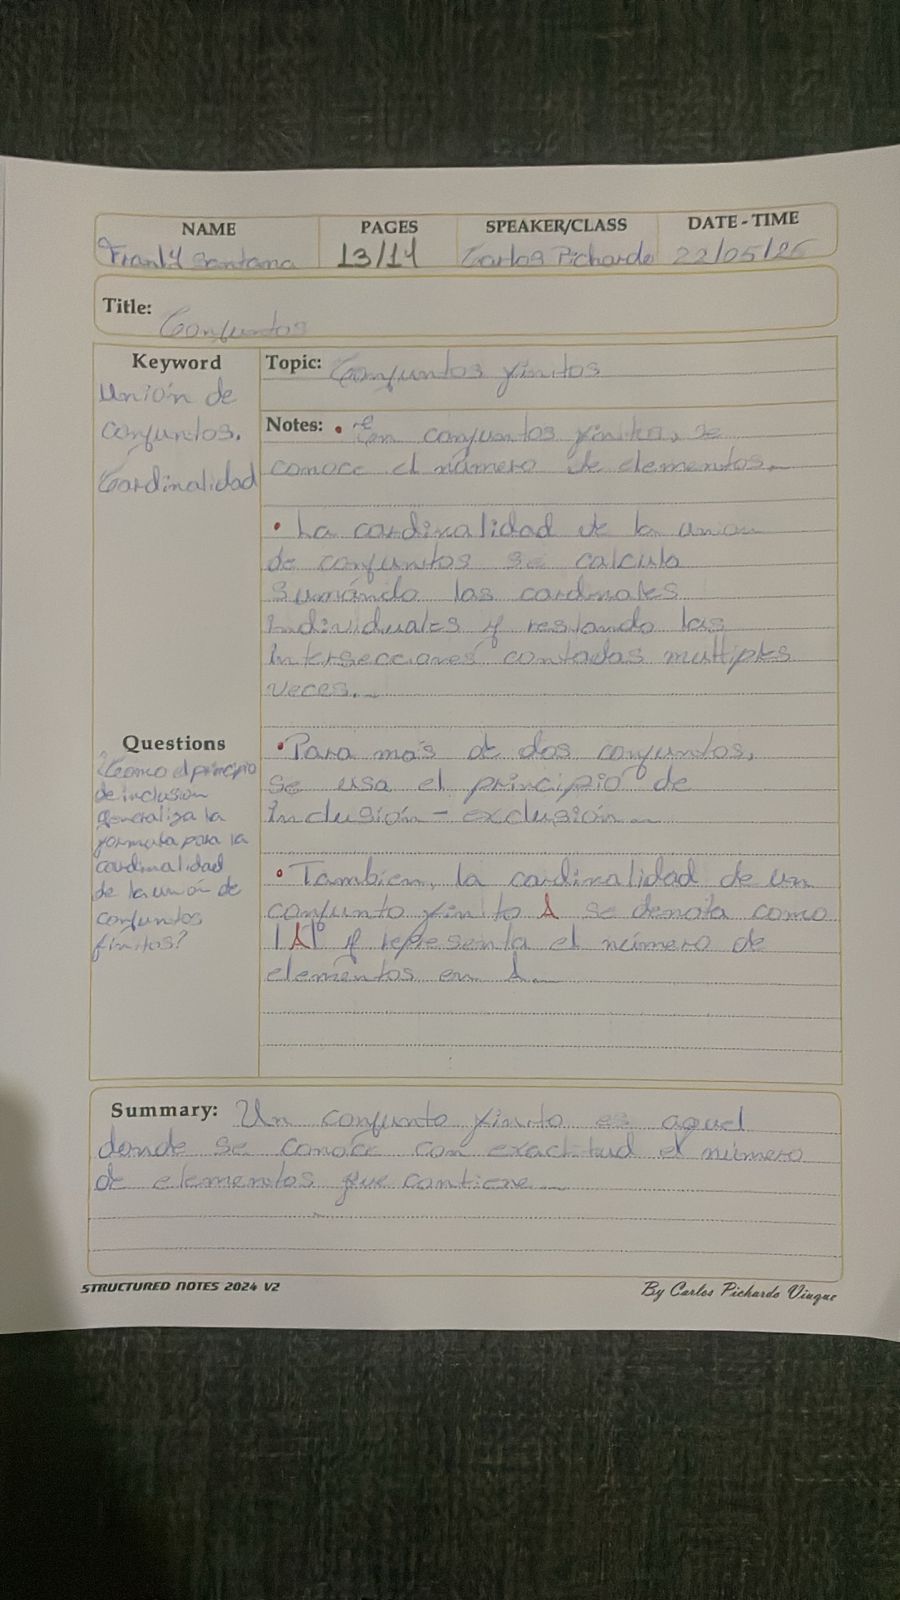 NAME PAGES SPEAKER/CLASS DATE-TIME
Franly Santana 13/14 Carlos Pichardo 22/05/25
Title: Conjuntos
Keyword
Unión de
conjuntos.
Cardinalidad
Topic: Conjuntos finitos
Notes: • En conjuntos finitos, se
conoce el número de elementos.
• La cardinalidad de la union
de conjuntos se calcula
sumándo los cardinales
individuales y restando las
intersecciones contadas multiples
veces...
Questions
¿Como el principio
de inclusion
generaliza la
formula para la
cardinalidad
de la unión de
conjuntos
finitos?
• Para más de dos conjuntos,
se usa el principio de
inclusión - exclusión...
• Tambien, la cardinalidad de un
conjunto finito A se denota como
|A| y representa el número de
elementos en A...
Summary: Un conjunto finito es aquel
donde se conoce con exactitud el número
de elementos que contiene...
STRUCTURED NOTES 2024 V2
By Carlos Pichardo Viuque